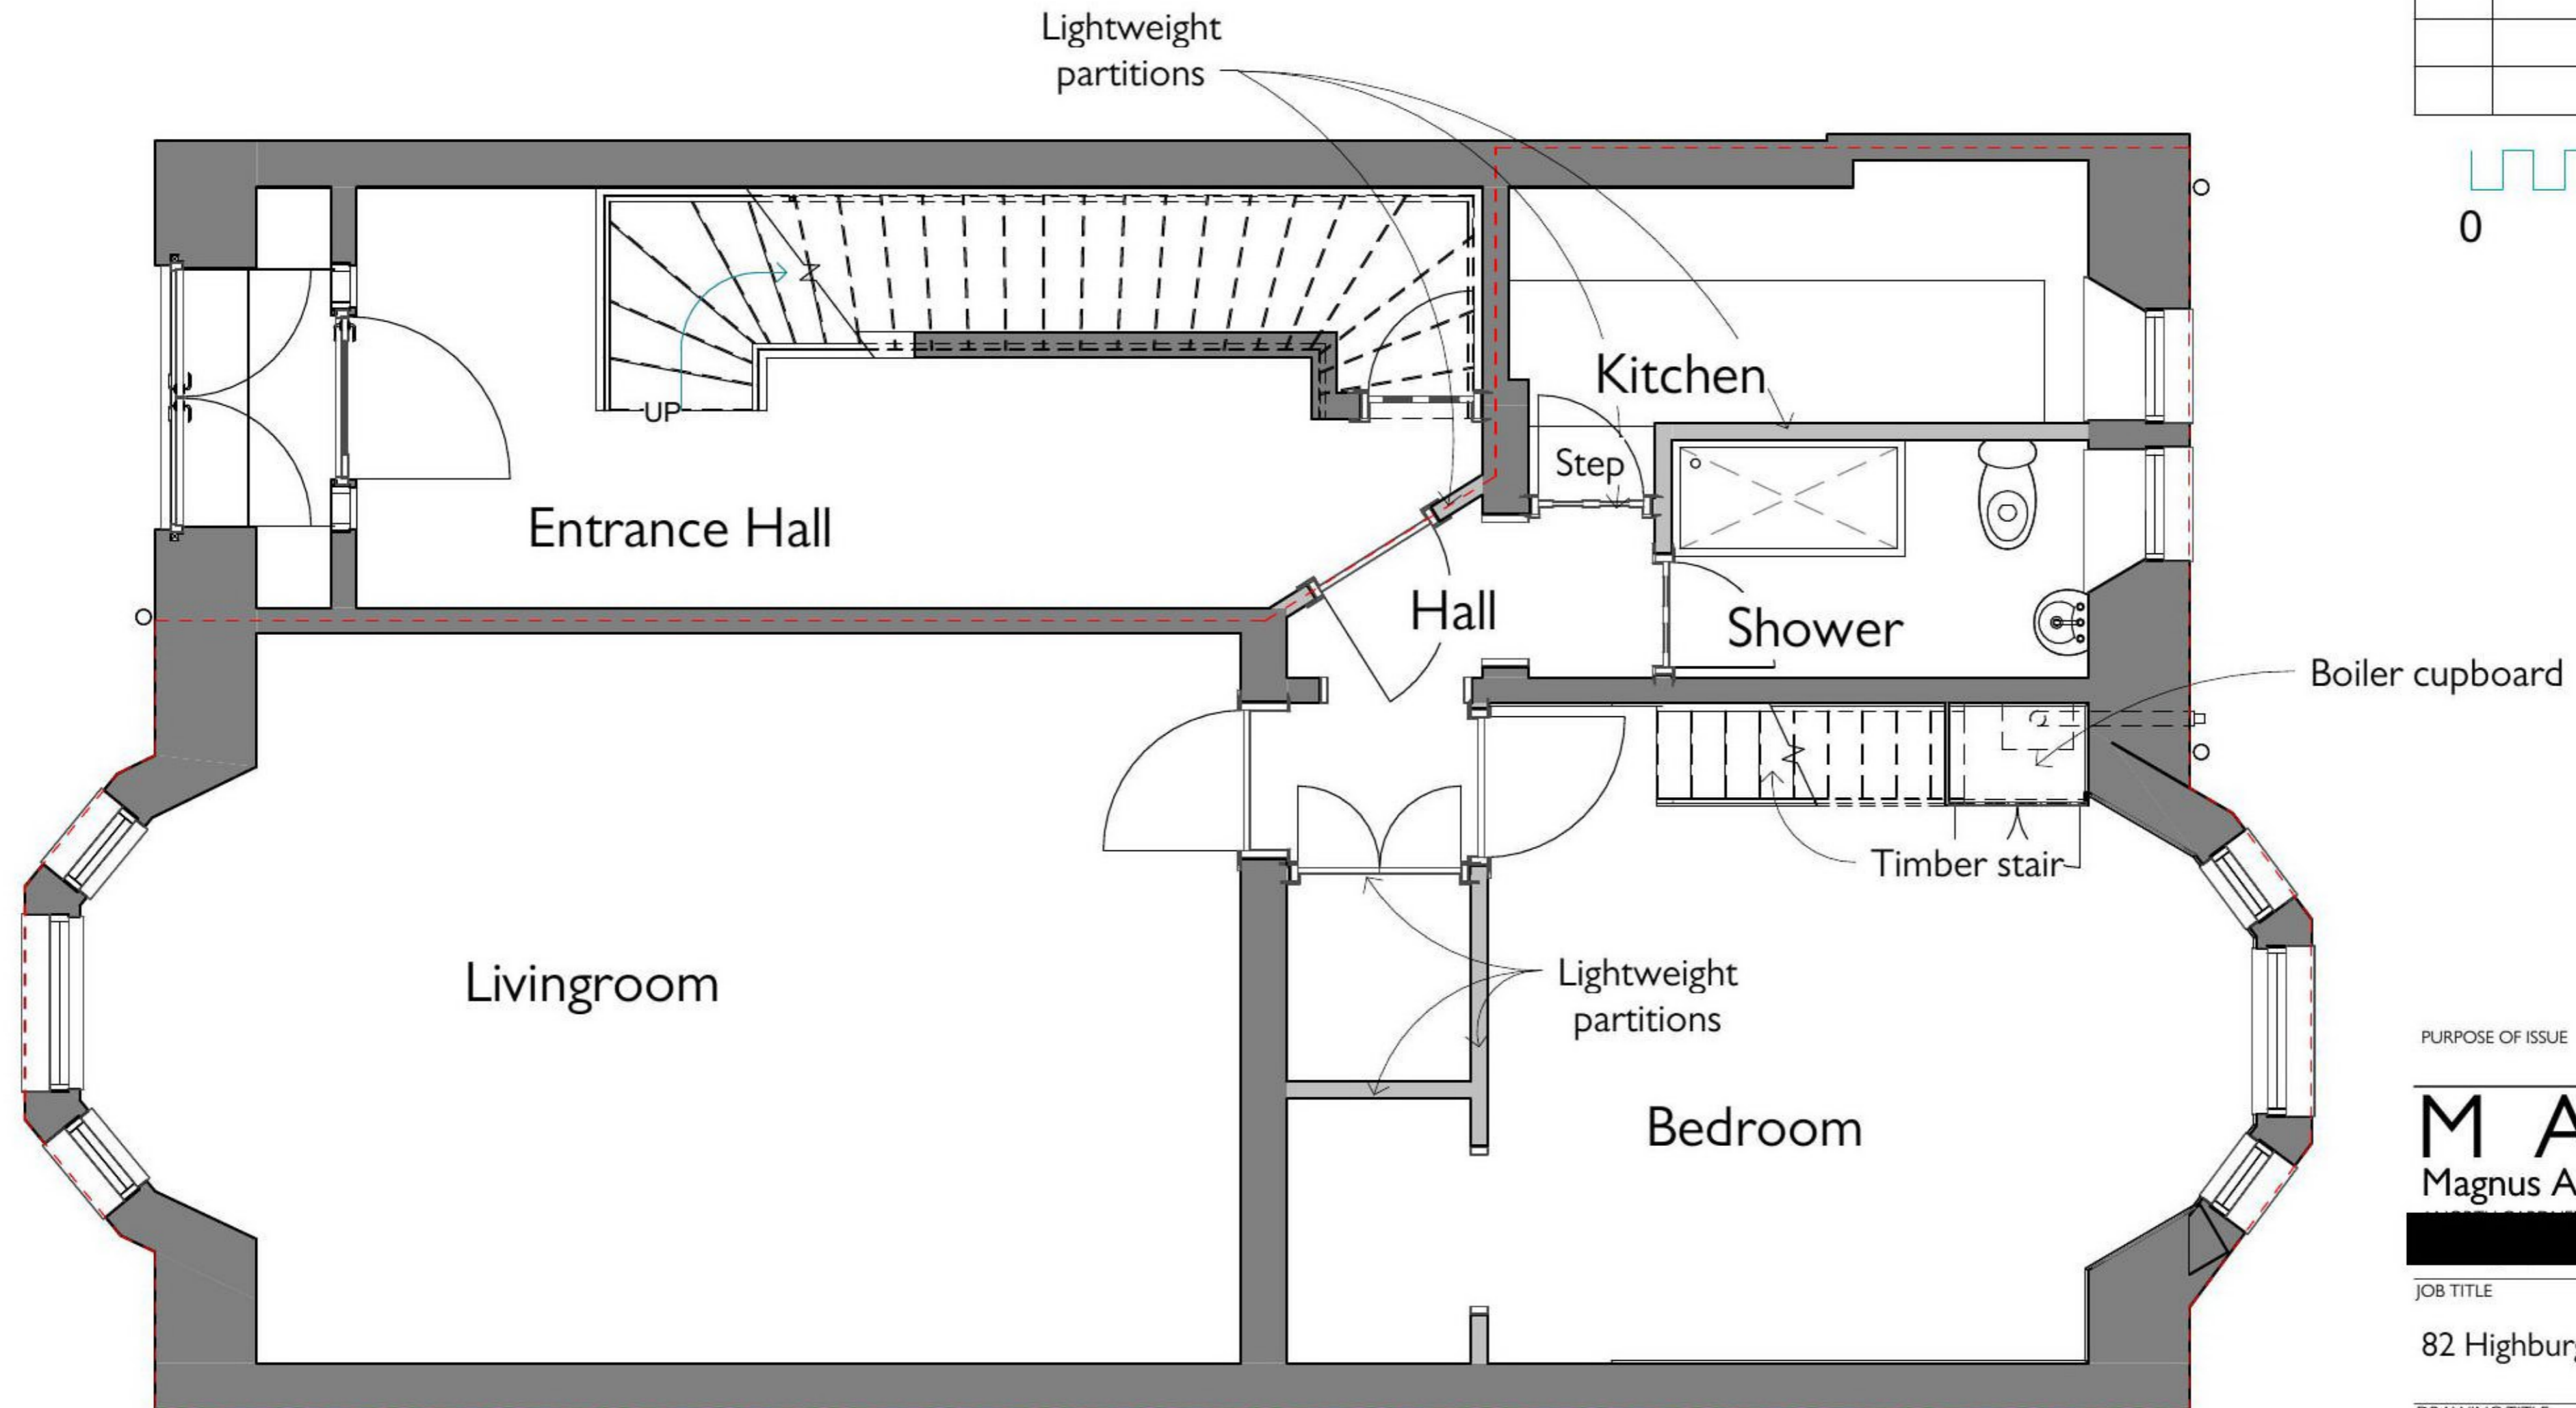 Lightweight
partitions
0
Kitchen
UP
Step
Entrance Hall
Hall
Shower
Boiler cupboard
Timber stair
Livingroom
Lightweight
partitions
PURPOSE OF ISSUE
Bedroom
M A
Magnus A
JOB TITLE
82 Highburg